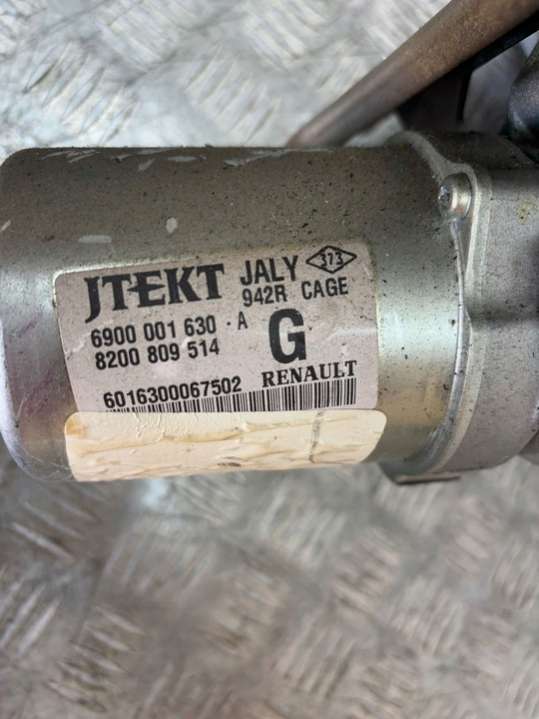 JTEKT JALY 373
942R CAGE
6900 001 630 - A
8200 809 514
G
6016300067502 RENAULT